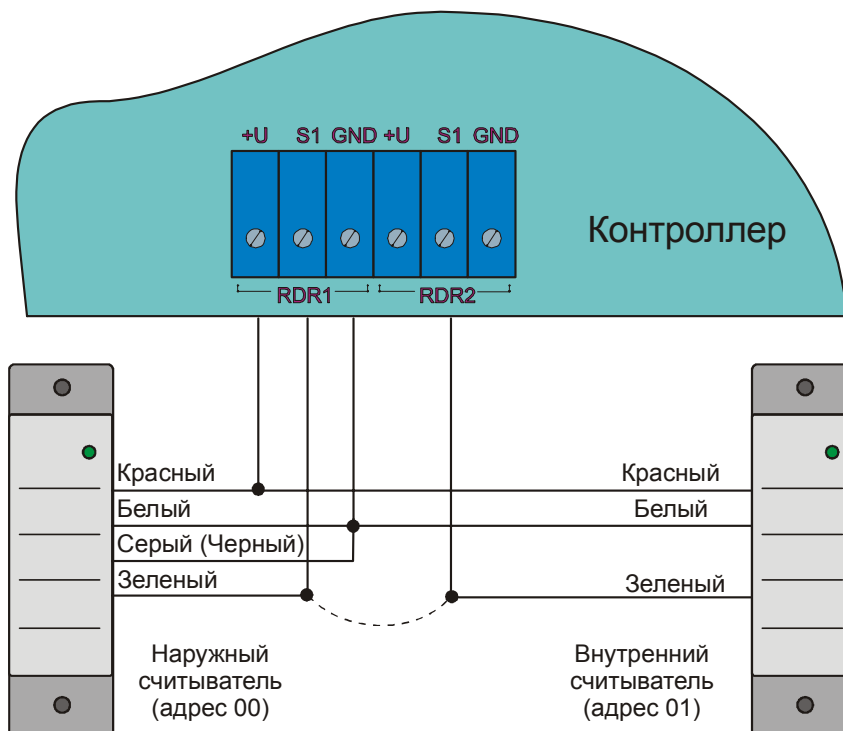 +U S1 GND +U S1 GND
Контроллер
RDR1 RDR2
Красный Красный
Белый Белый
Серый (Черный)
Зеленый Зеленый
Наружный
считыватель
(адрес 00)
Внутренний
считыватель
(адрес 01)